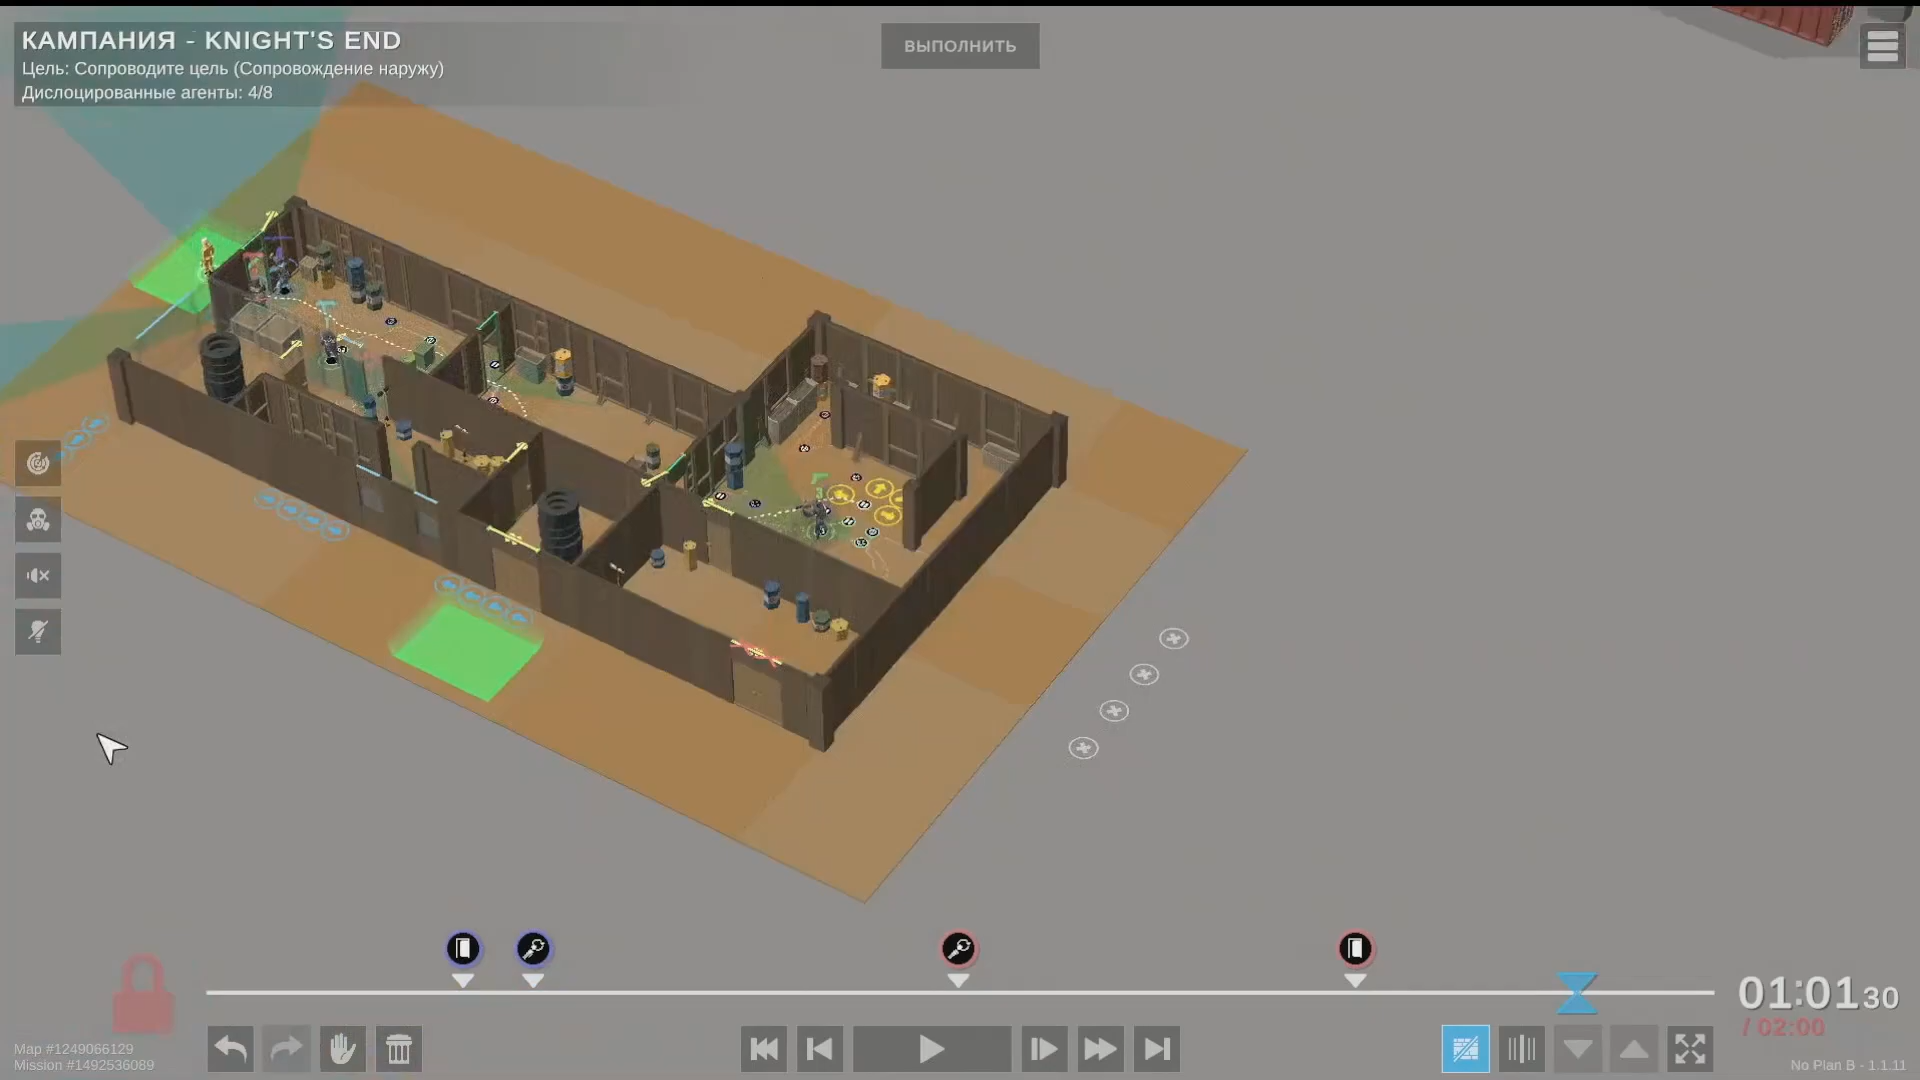 КАМПАНИЯ - KNIGHT'S END
Цель: Сопроводите цель (Сопровождение наружу)
Дислоцированные агенты: 4/8
ВЫПОЛНИТЬ
01:01 30
/ 02:00
Map #1249066129
Mission #1492536089
No Plan B - 1.1.11